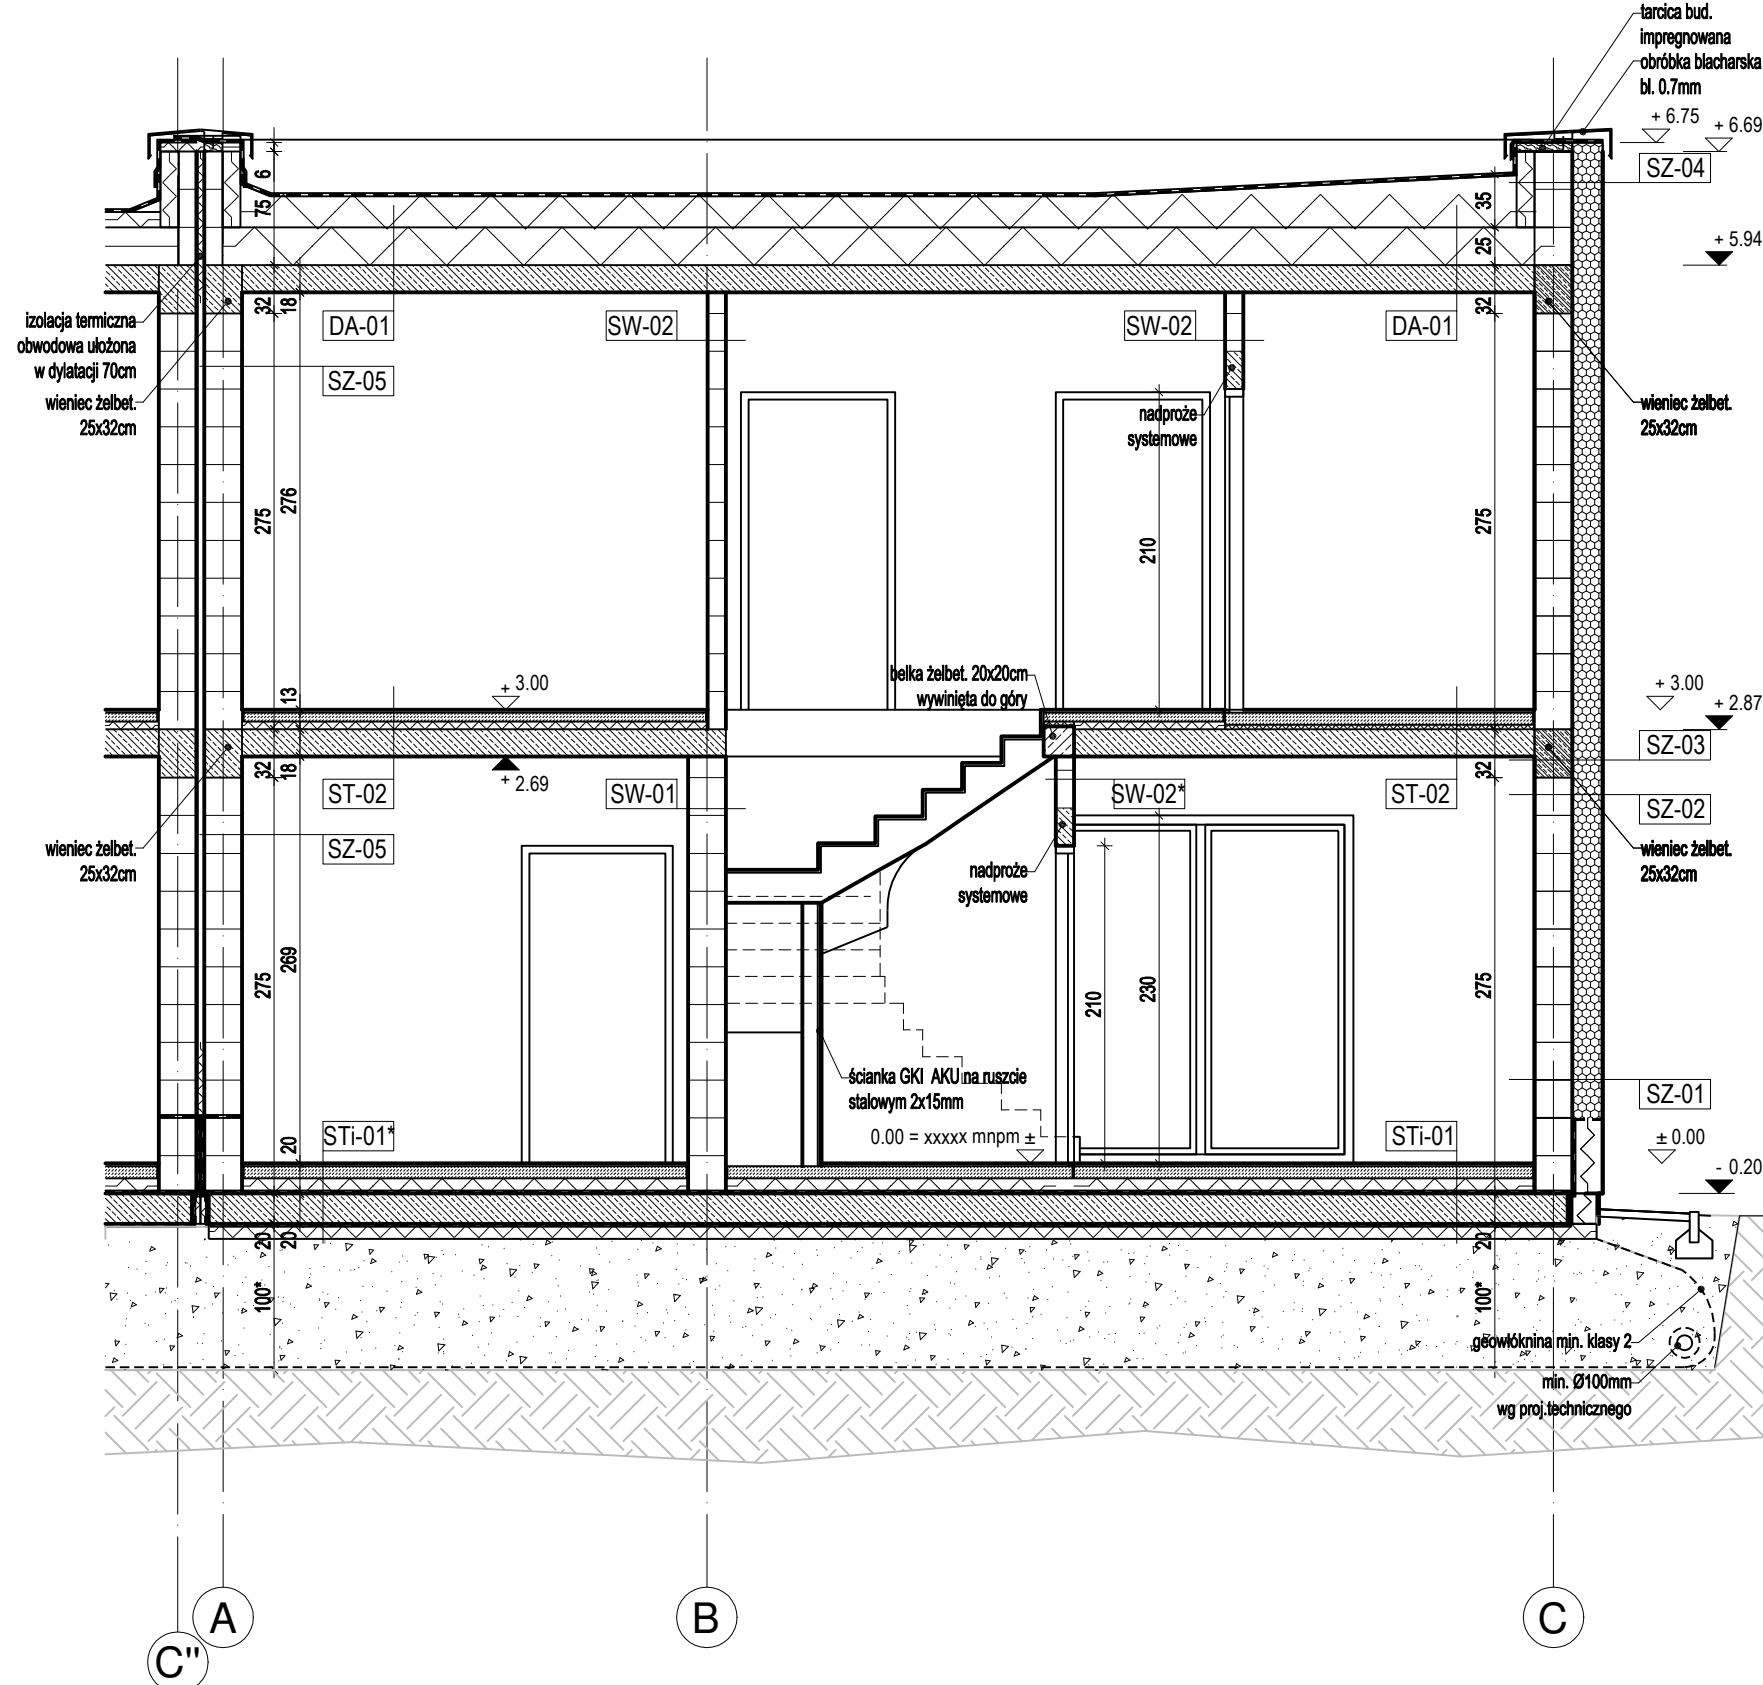 tarcica bud.
impregnowana
obróbka blacharska
bl. 0.7mm
+ 6.75
+ 6.69
SZ-04
6
75
35
25
+ 5.94
32
18
32
izolacja termiczna
obwodowa ułożona
w dylatacji 70cm
wieniec żelbet.
25x32cm
DA-01
SW-02
SW-02
DA-01
SZ-05
nadproże
systemowe
wieniec żelbet.
25x32cm
275
276
210
275
belka żelbet. 20x20cm
wywinięta do góry
13
+ 3.00
+ 3.00
+ 2.87
SZ-03
32
18
+ 2.69
32
ST-02
SW-01
SW-02*
ST-02
SZ-02
SZ-05
wieniec żelbet.
25x32cm
nadproże
systemowe
wieniec żelbet.
25x32cm
275
269
210
230
275
ścianka GKI AKU na ruszcie
stalowym 2x15mm
SZ-01
0.00 = xxxxx mnpm ±
STi-01*
20
STi-01
± 0.00
- 0.20
20
20
20
100*
100*
geowłóknina min. klasy 2
min. Ø100mm
wg proj.technicznego
A
B
C
C"